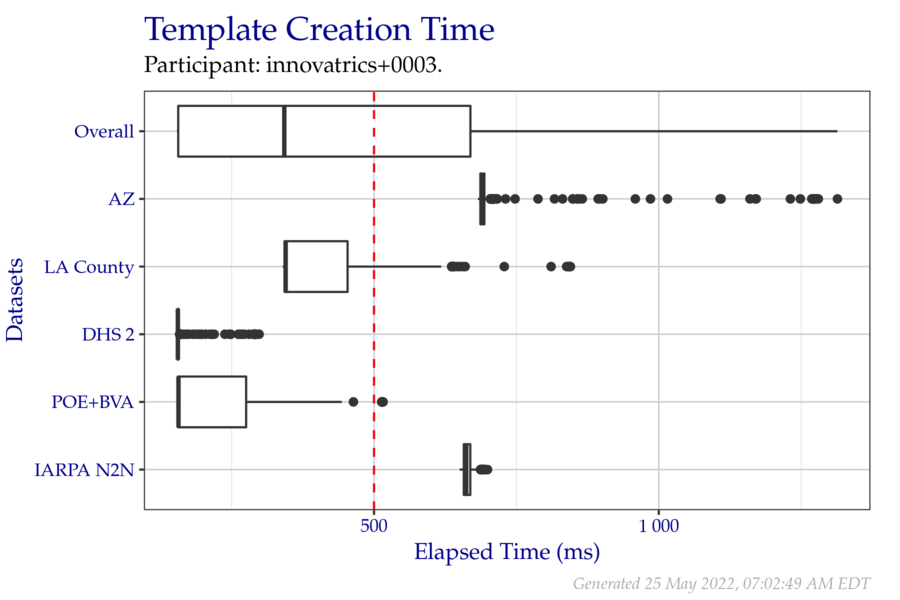 Template Creation Time
Participant: innovatrics+0003.
Datasets
Overall
AZ
LA County
DHS 2
POE+BVA
IARPA N2N
500
1 000
Elapsed Time (ms)
Generated 25 May 2022, 07:02:49 AM EDT